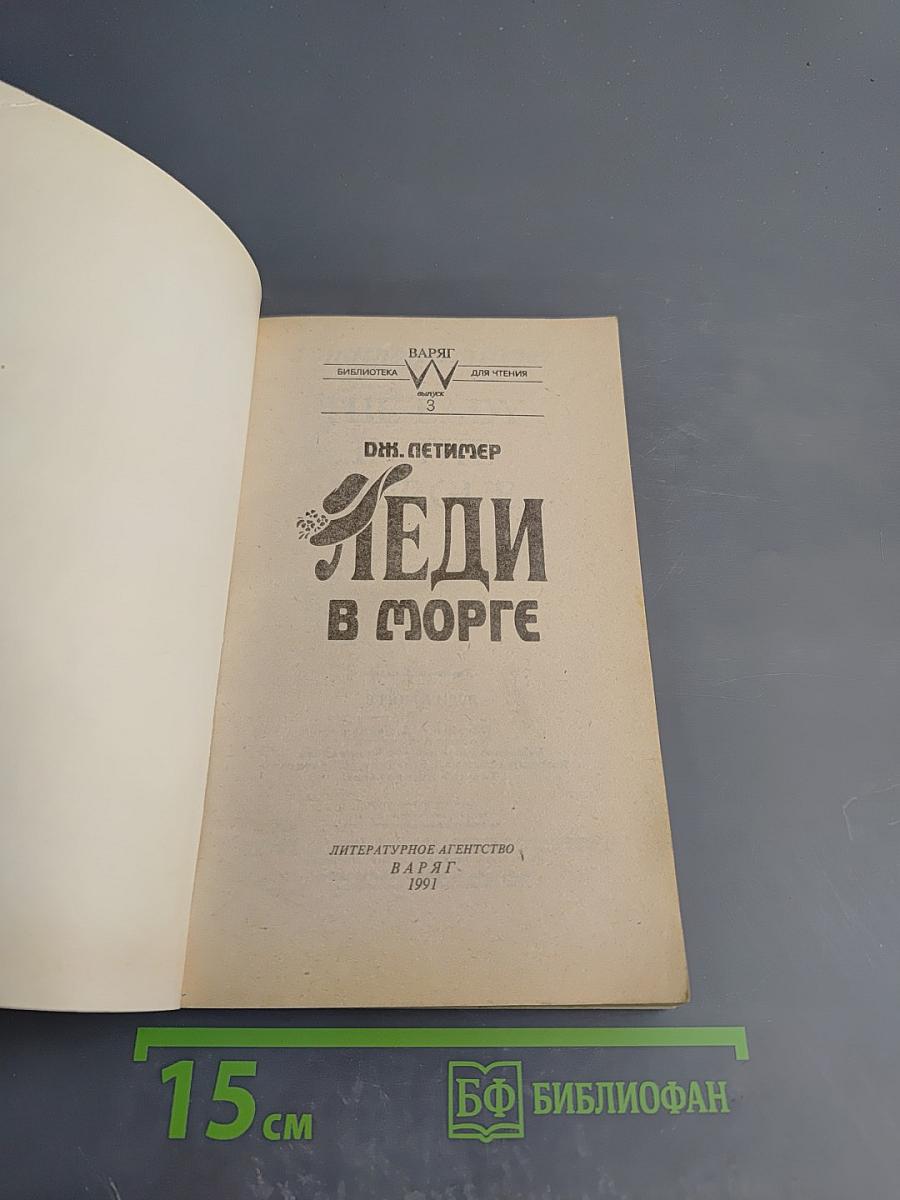 ВАРЯГ
БИБЛИОТЕКА ДЛЯ ЧТЕНИЯ
выпуск
3
ДЖ. ЛЕТИМЕР
ЛЕДИ
В МОРГЕ
ЛИТЕРАТУРНОЕ АГЕНТСТВО
ВАРЯГ
1991
15 см
БФ БИБЛИОФАН